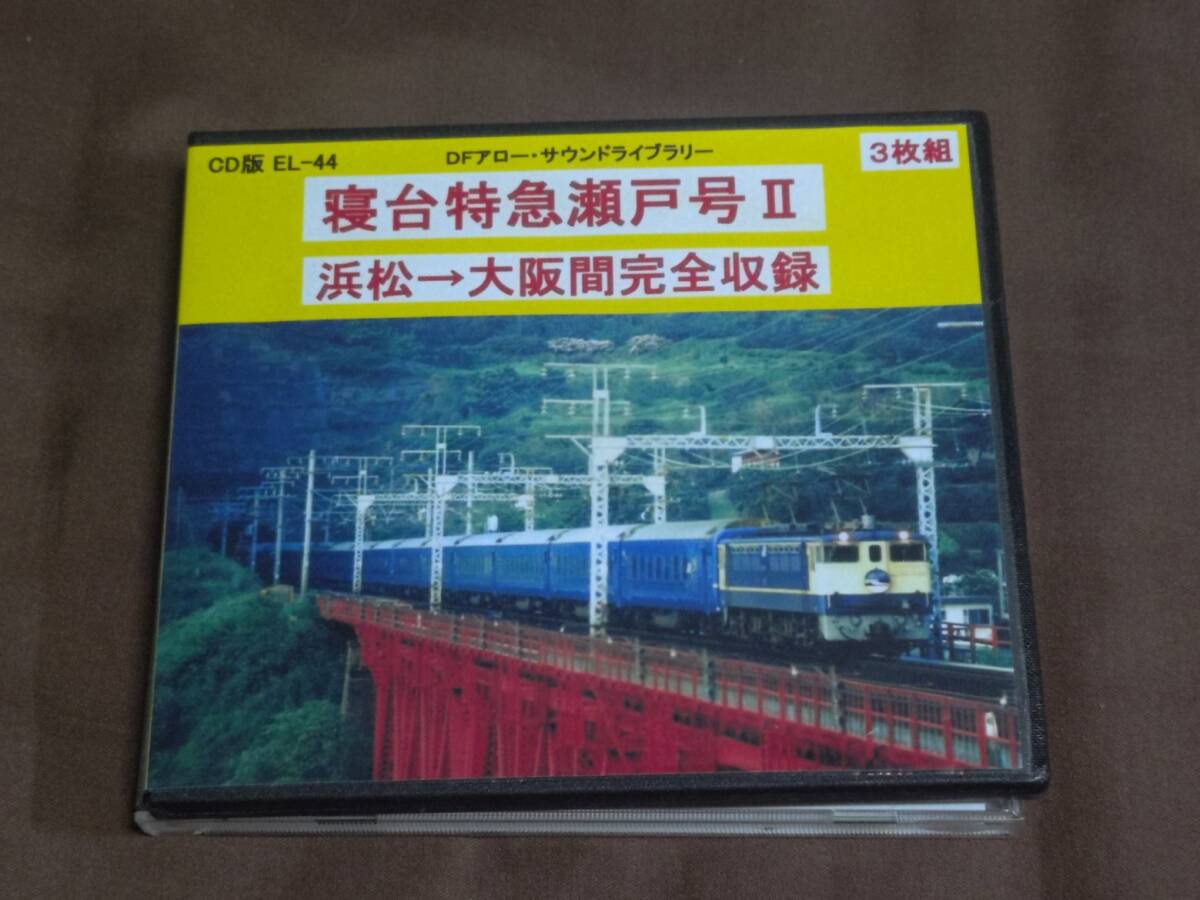 CD版 EL-44
DFアロー・サウンドライブラリー
3枚組
寝台特急瀬戸号Ⅱ
浜松→大阪間完全収録